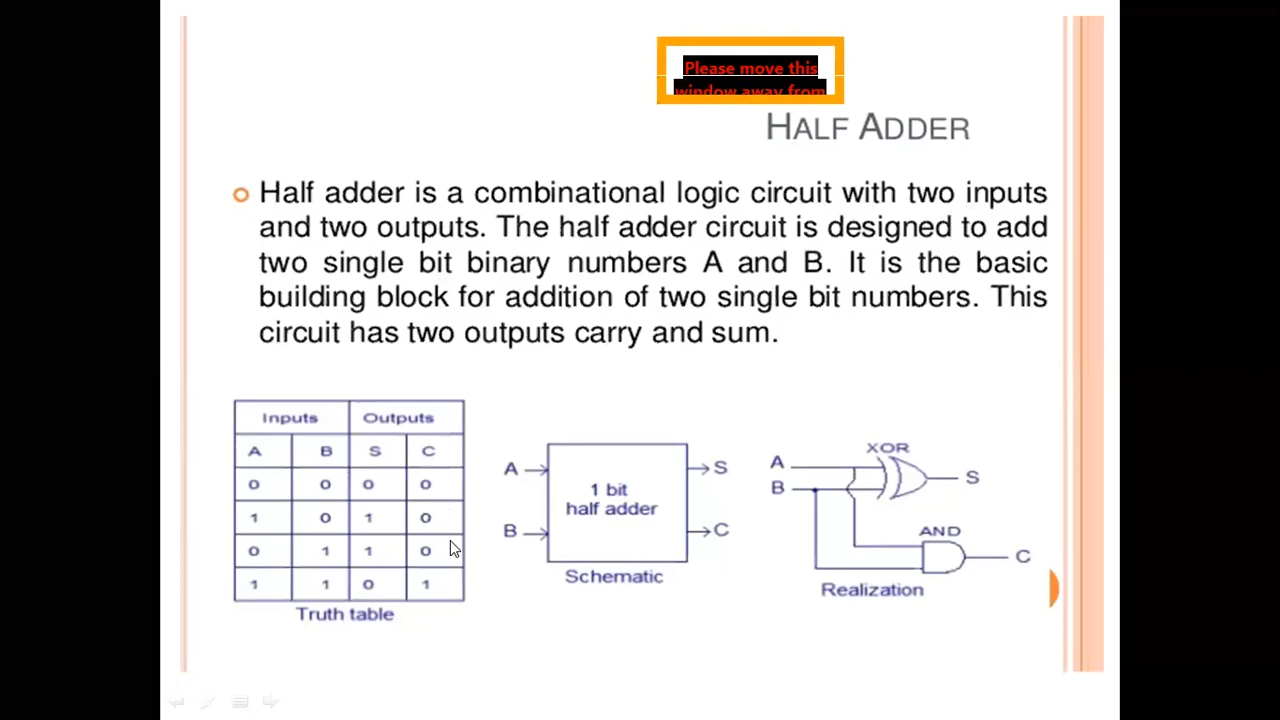 Please move this
window away from
HALF ADDER
Half adder is a combinational logic circuit with two inputs
and two outputs. The half adder circuit is designed to add
two single bit binary numbers A and B. It is the basic
building block for addition of two single bit numbers. This
circuit has two outputs carry and sum.
Inputs Outputs
A B S C
0 0 0 0
1 0 1 0
0 1 1 0
1 1 0 1
Truth table
A
B
1 bit
half adder
S
C
Schematic
A
B
XOR
S
AND
C
Realization